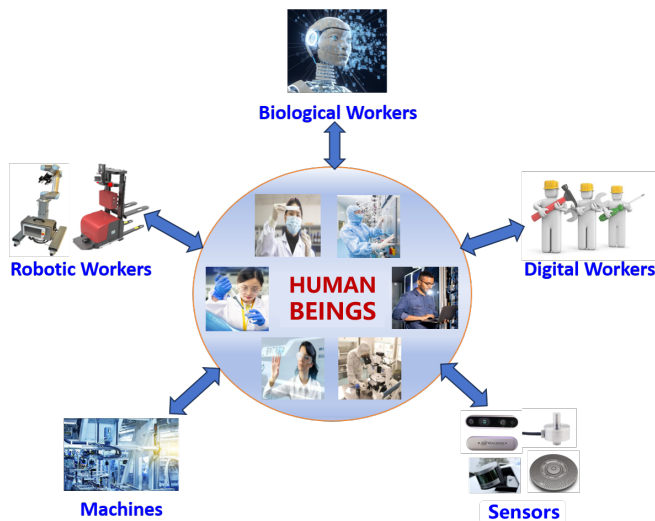 Biological Workers
Robotic Workers
Digital Workers
HUMAN
BEINGS
Machines
Sensors